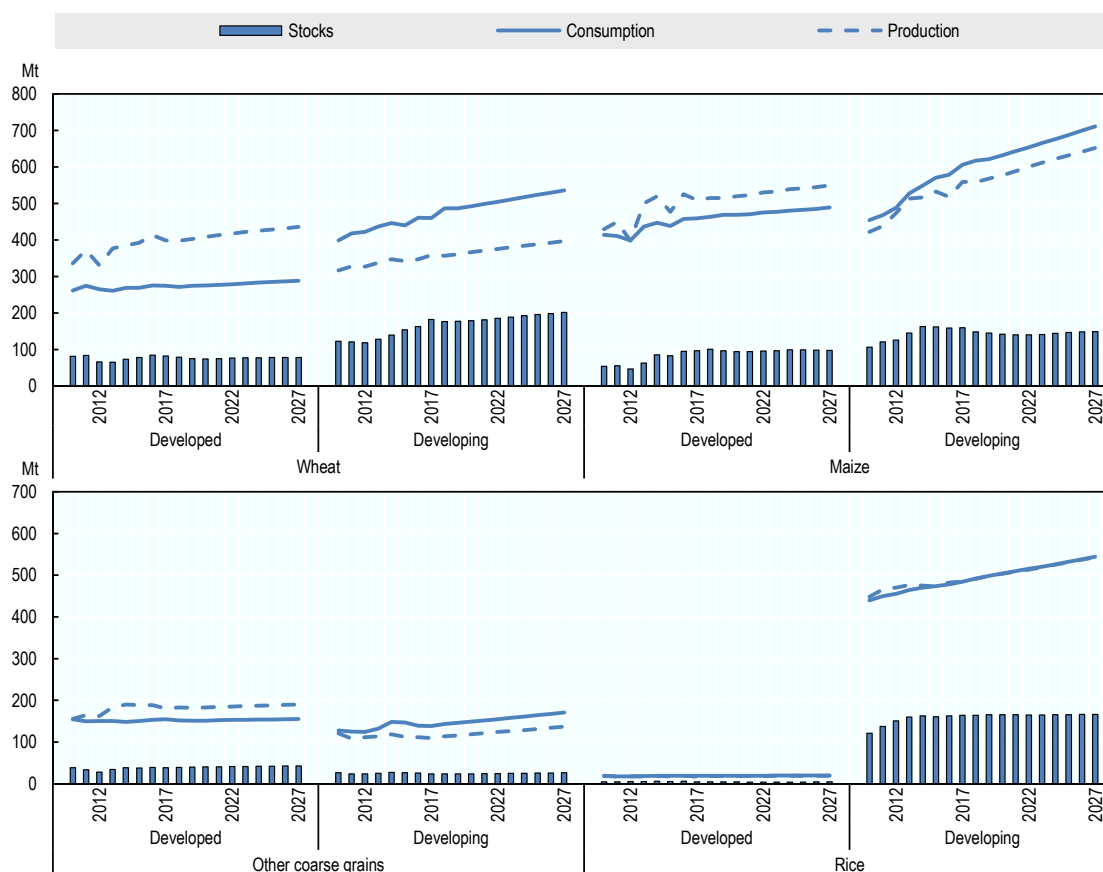 Stocks Consumption Production
Mt
800
700
600
500
400
300
200
100
0
2012 2017 2022 2027 2012 2017 2022 2027 2012 2017 2022 2027 2012 2017 2022 2027
Developed Developing Developed Developing
Wheat Maize
Mt
700
600
500
400
300
200
100
0
2012 2017 2022 2027 2012 2017 2022 2027 2012 2017 2022 2027 2012 2017 2022 2027
Developed Developing Developed Developing
Other coarse grains Rice